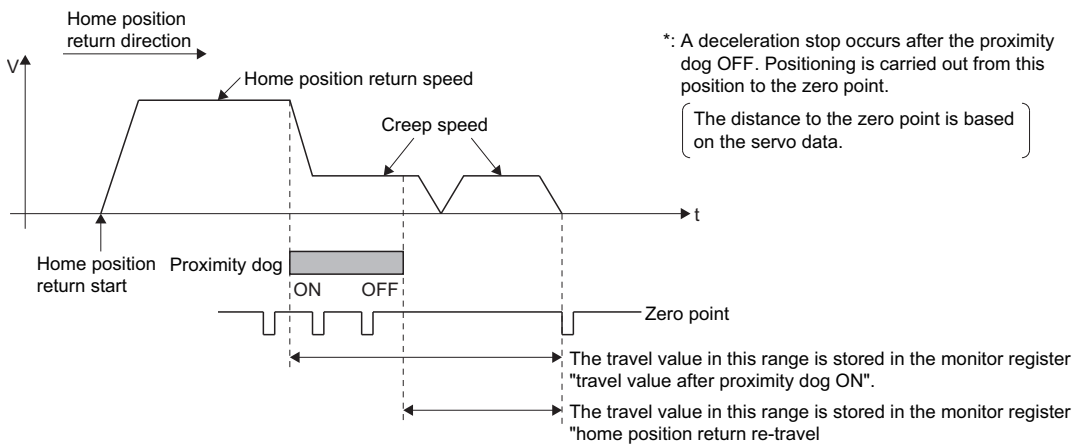 Home position
return direction
V
Home position return speed
Creep speed
*: A deceleration stop occurs after the proximity
dog OFF. Positioning is carried out from this
position to the zero point.
The distance to the zero point is based
on the servo data.
t
Home position
return start
Proximity dog
ON OFF
Zero point
The travel value in this range is stored in the monitor register
"travel value after proximity dog ON".
The travel value in this range is stored in the monitor register
"home position return re-travel